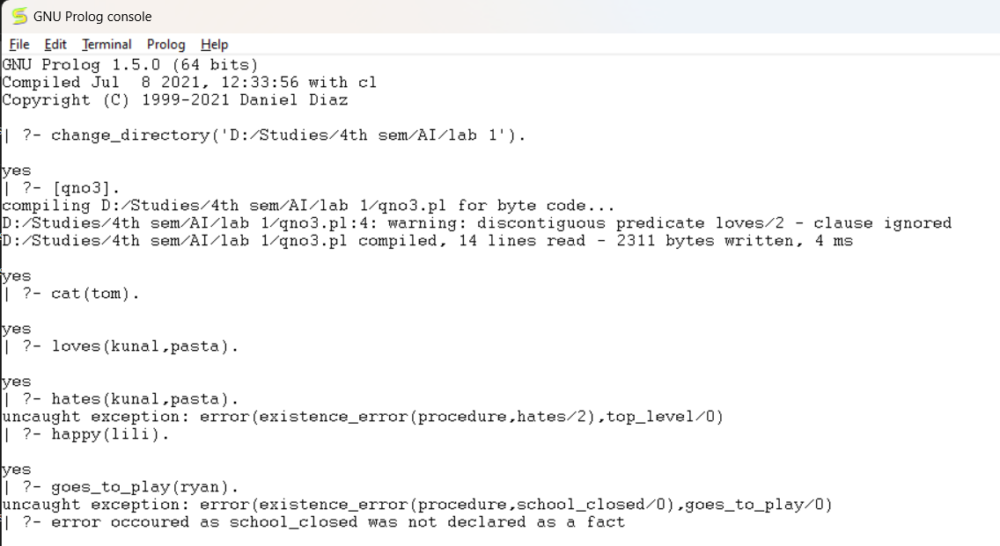 GNU Prolog console
File Edit Terminal Prolog Help
GNU Prolog 1.5.0 (64 bits)
Compiled Jul  8 2021, 12:33:56 with cl
Copyright (C) 1999-2021 Daniel Diaz
| ?- change_directory('D:/Studies/4th sem/AI/lab 1').
yes
| ?- [qno3].
compiling D:/Studies/4th sem/AI/lab 1/qno3.pl for byte code...
D:/Studies/4th sem/AI/lab 1/qno3.pl:4: warning: discontiguous predicate loves/2 - clause ignored
D:/Studies/4th sem/AI/lab 1/qno3.pl compiled, 14 lines read - 2311 bytes written, 4 ms
yes
| ?- cat(tom).
yes
| ?- loves(kunal,pasta).
yes
| ?- hates(kunal,pasta).
uncaught exception: error(existence_error(procedure,hates/2),top_level/0)
| ?- happy(lili).
yes
| ?- goes_to_play(ryan).
uncaught exception: error(existence_error(procedure,school_closed/0),goes_to_play/0)
| ?- error occoured as school_closed was not declared as a fact